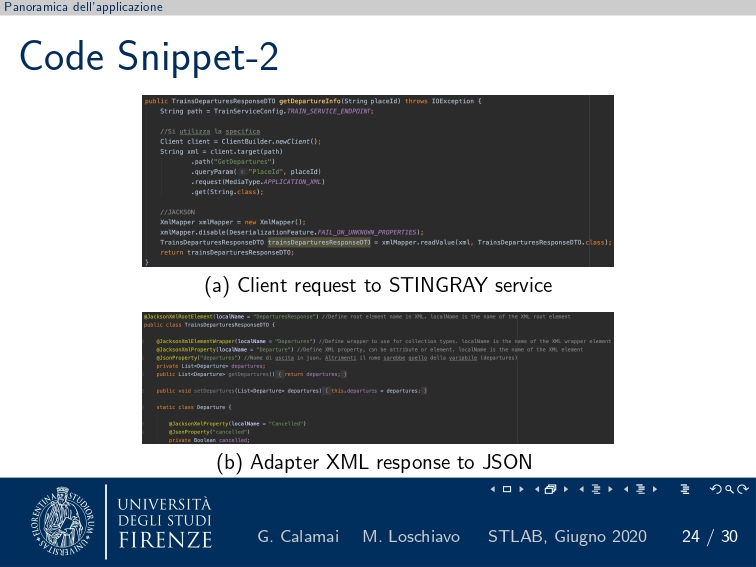 Panoramica dell'applicazione
Code Snippet-2
public TrainsDeparturesResponseDTO getDepartureInfo(String placeId) throws IOException {
String path = TrainServiceConfig.TRAIN_SERVICE_ENDPOINT;
//Si utilizza la specifica
Client client = ClientBuilder.newClient();
String xml = client.target(path)
.path("GetDepartures")
.queryParam( s: "PlaceId", placeId)
.request(MediaType.APPLICATION_XML)
.get(String.class);
//JACKSON
XmlMapper xmlMapper = new XmlMapper();
xmlMapper.disable(DeserializationFeature.FAIL_ON_UNKNOWN_PROPERTIES);
TrainsDeparturesResponseDTO trainsDeparturesResponseDTO = xmlMapper.readValue(xml, TrainsDeparturesResponseDTO.class);
return trainsDeparturesResponseDTO;
}
(a) Client request to STINGRAY service
@JacksonXmlRootElement(localName = "DeparturesResponse") //Define root element name in XML. localName is the name of the XML root element
public class TrainsDeparturesResponseDTO {
@JacksonXmlElementWrapper(localName = "Departures") //Define wrapper to use for collection types. localName is the name of the XML wrapper element
@JacksonXmlProperty(localName = "Departure") //Define XML property, can be attribute or element. localName is the name of the XML element
@JsonProperty("departures") //Nome di uscita in json. Altrimenti il nome sarebbe quello della variabile (departures)
private List<Departure> departures;
public List<Departure> getDepartures() { return departures; }
public void setDepartures(List<Departure> departures) { this.departures = departures; }
static class Departure {
@JacksonXmlProperty(localName = "Cancelled")
@JsonProperty("cancelled")
private Boolean cancelled;
(b) Adapter XML response to JSON
UNIVERSITÀ
DEGLI STUDI
FIRENZE
G. Calamai M. Loschiavo STLAB, Giugno 2020 24 / 30